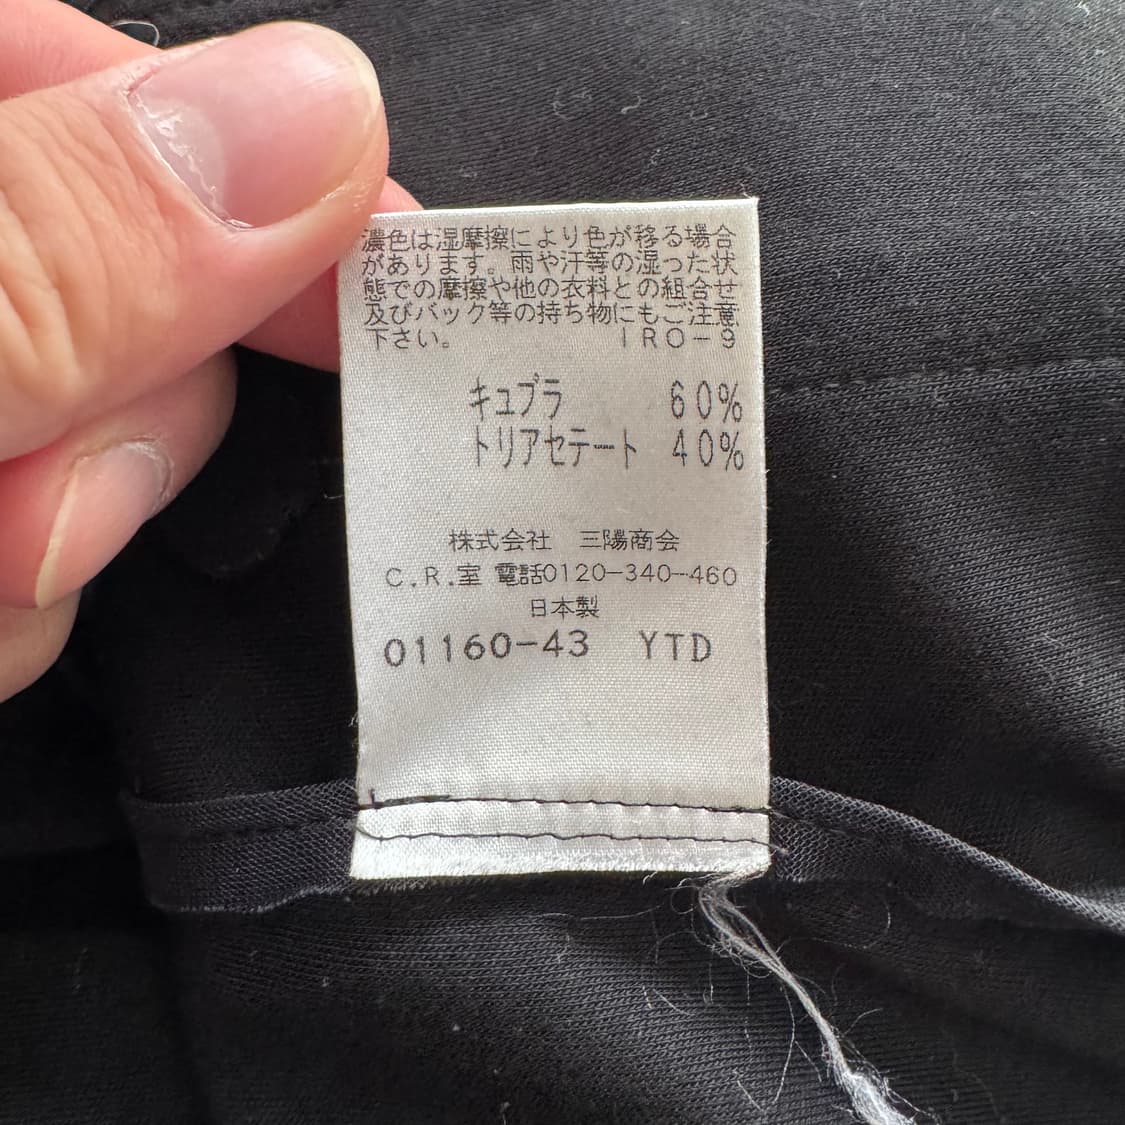 濃色は湿摩擦により色が移る場合
があります。雨や汗等の湿った状
態での摩擦や他の衣料との組合せ
及びバック等の持ち物にもご注意
下さい。 IRO-9
キュプラ 60%
トリアセテート 40%
株式会社 三陽商会
C.R.室 電話0120-340-460
日本製
01160-43 YTD